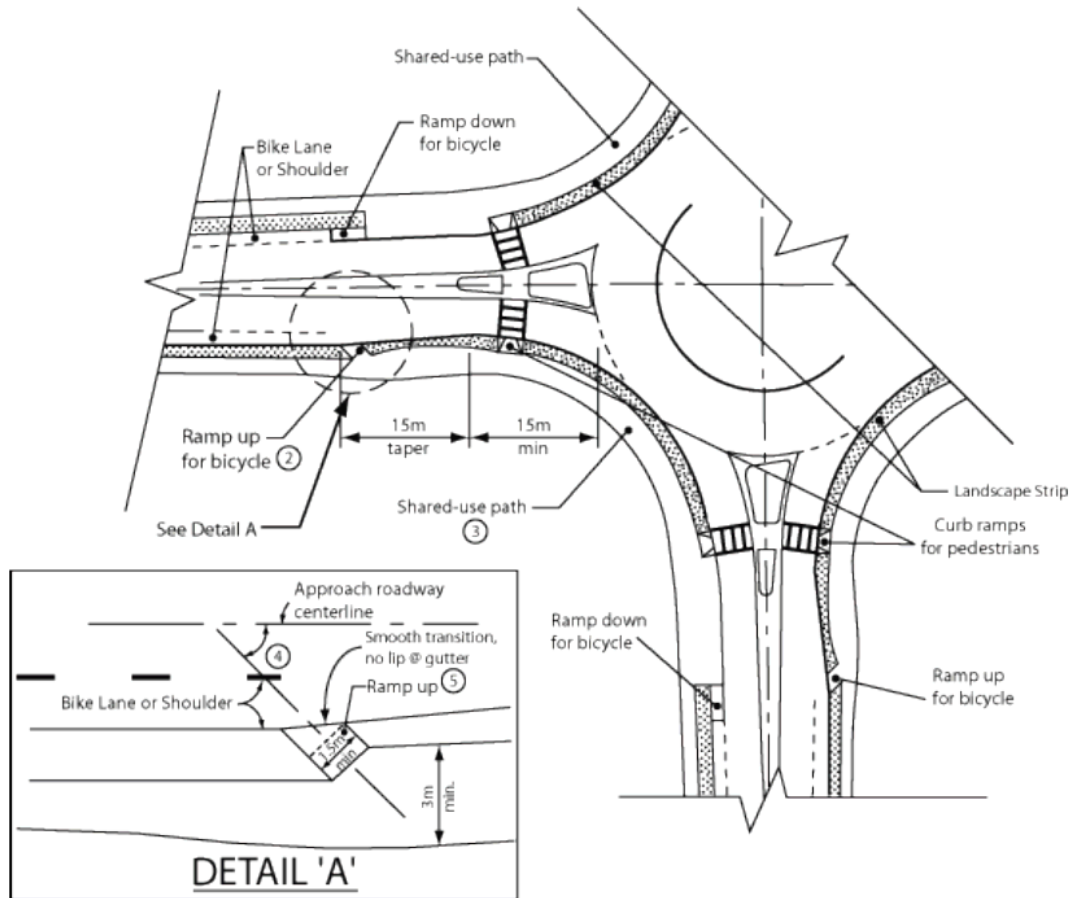 Shared-use path
Ramp down
for bicycle
Bike Lane
or Shoulder
15m
taper
15m
min
Ramp up
for bicycle 2
See Detail A
Shared-use path
3
Landscape Strip
Curb ramps
for pedestrians
Ramp down
for bicycle
Ramp up
for bicycle
Approach roadway
centerline
Smooth transition,
no lip @ gutter
4
Ramp up 5
Bike Lane or Shoulder
1.5m
min
3m
min.
DETAIL 'A'